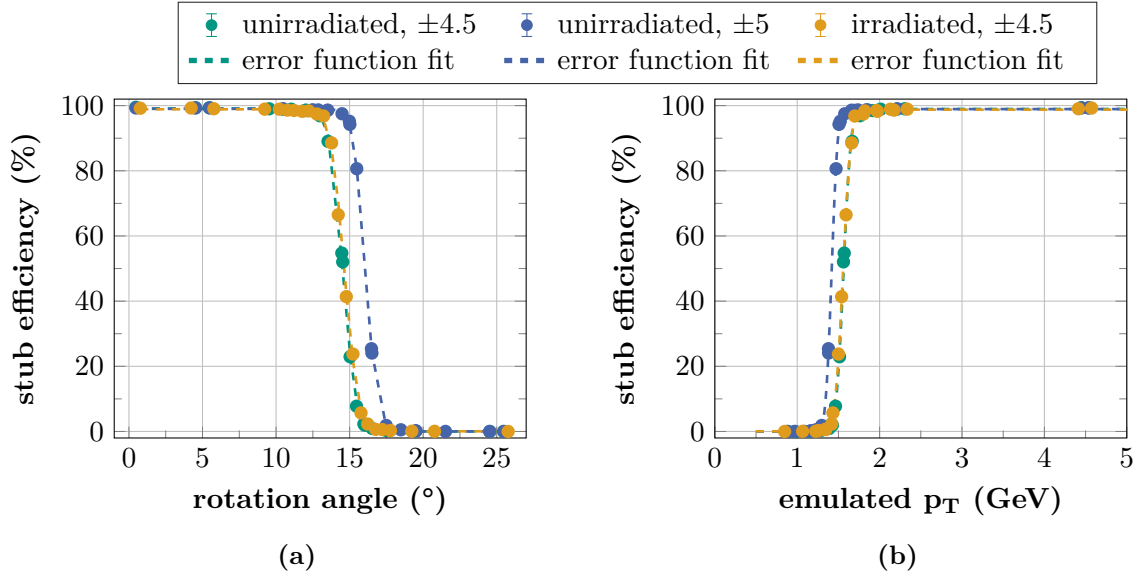 unirradiated, ±4.5 unirradiated, ±5 irradiated, ±4.5
error function fit error function fit error function fit
100
80
60
40
20
0
stub efficiency (%)
0 5 10 15 20 25
rotation angle (°)
(a)
100
80
60
40
20
0
stub efficiency (%)
0 1 2 3 4 5
emulated p_T (GeV)
(b)